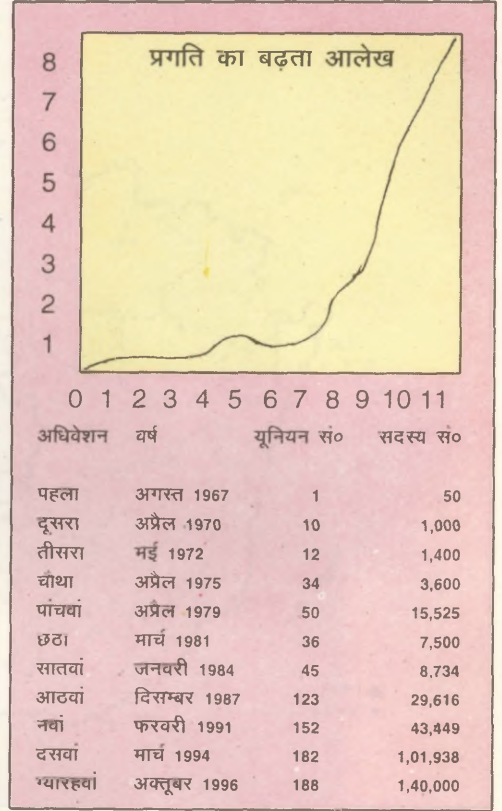 प्रगति का बढ़ता आलेख
8
7
6
5
4
3
2
1
0 1 2 3 4 5 6 7 8 9 10 11
अधिवेशन वर्ष यूनियन सं० सदस्य सं०
पहला अगस्त 1967 1 50
दूसरा अप्रैल 1970 10 1,000
तीसरा मई 1972 12 1,400
चौथा अप्रेल 1975 34 3,600
पांचवां अप्रेल 1979 50 15,525
छठा मार्च 1981 36 7,500
सातवां जनवरी 1984 45 8,734
आठवां दिसम्बर 1987 123 29,616
नवां फरवरी 1991 152 43,449
दसवां मार्च 1994 182 1,01,938
ग्यारहवां अक्तूबर 1996 188 1,40,000